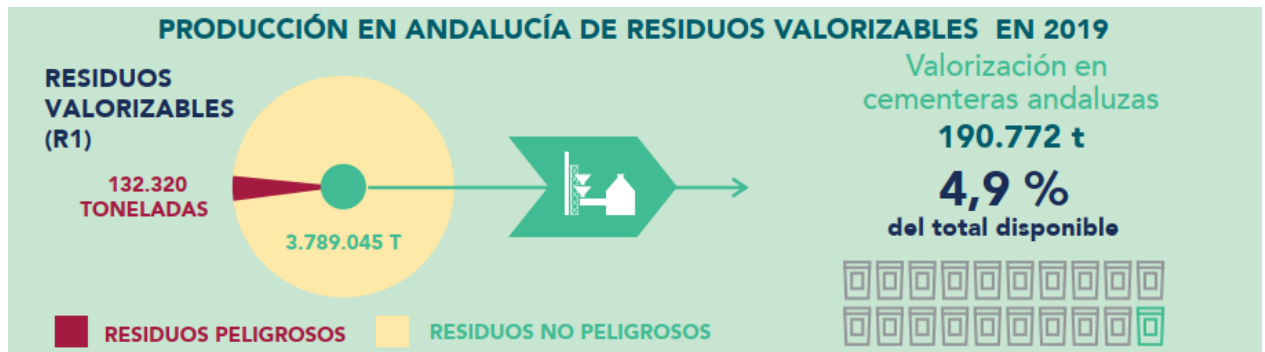 PRODUCCIÓN EN ANDALUCÍA DE RESIDUOS VALORIZABLES EN 2019
RESIDUOS
VALORIZABLES
(R1)
132.320
TONELADAS
3.789.045 T
Valorización en
cementeras andaluzas
190.772 t
4,9 %
del total disponible
RESIDUOS PELIGROSOS
RESIDUOS NO PELIGROSOS